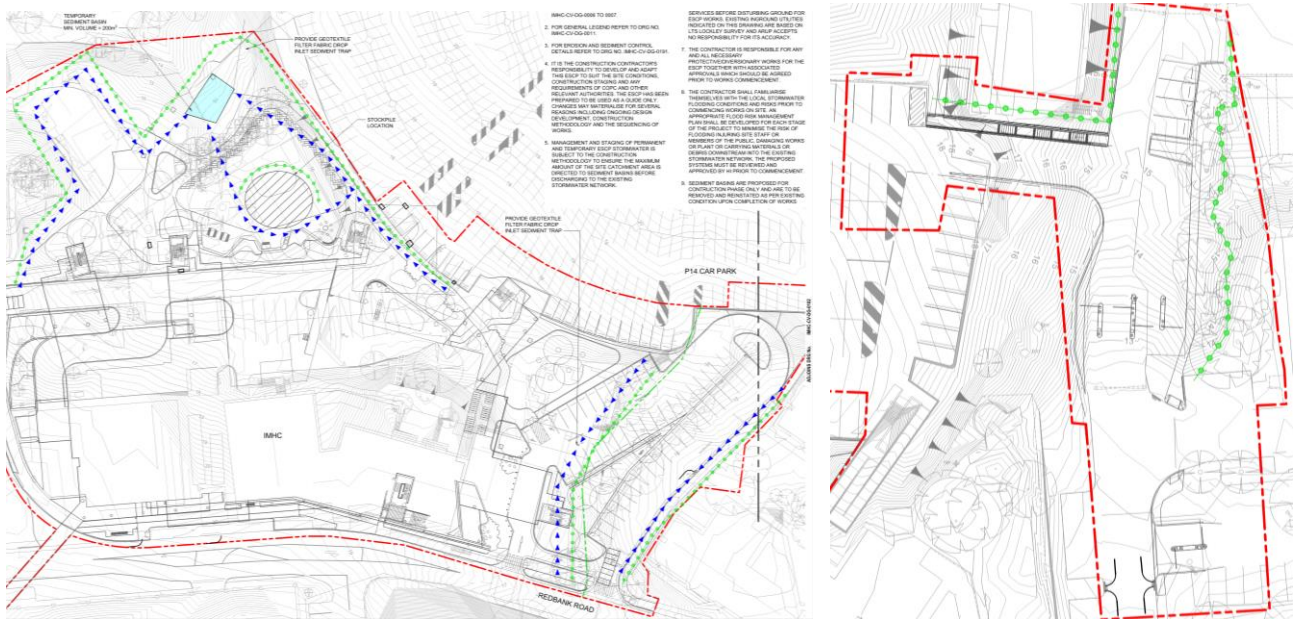 TEMPORARY
SEDIMENT BASIN
MIN. VOLUME = 200m³
PROVIDE GEOTEXTILE
FILTER FABRIC DROP
INLET SEDIMENT TRAP
STOCKPILE
LOCATION
IMHC-CV-DG-0006 TO 0007.
2. FOR GENERAL LEGEND REFER TO DRG NO.
IMHC-CV-DG-0011.
3. FOR EROSION AND SEDIMENT CONTROL
DETAILS REFER TO DRG NO. IMHC-CV-DG-0191.
4. IT IS THE CONSTRUCTION CONTRACTOR'S
RESPONSIBILITY TO DEVELOP AND ADAPT
THIS ESCP TO SUIT THE SITE CONDITIONS,
CONSTRUCTION STAGING AND ANY
REQUIREMENTS OF COPC AND OTHER
RELEVANT AUTHORITIES. THE ESCP HAS BEEN
PREPARED TO BE USED AS A GUIDE ONLY
CHANGES MAY MATERIALISE FOR SEVERAL
REASONS INCLUDING ONGOING DESIGN
DEVELOPMENT, CONSTRUCTION
METHODOLOGY AND THE SEQUENCING OF
WORKS.
5. MANAGEMENT AND STAGING OF PERMANENT
AND TEMPORARY ESCP STORMWATER IS
SUBJECT TO THE CONSTRUCTION
METHODOLOGY TO ENSURE THE MAXIMUM
AMOUNT OF THE SITE CATCHMENT AREA IS
DIRECTED TO SEDIMENT BASINS BEFORE
DISCHARGING TO THE EXISTING
STORMWATER NETWORK.
SERVICES BEFORE DISTURBING GROUND FOR
ESCP WORKS. EXISTING INGROUND UTILITIES
INDICATED ON THIS DRAWING ARE BASED ON
LTS LOCKLEY SURVEY AND ARUP ACCEPTS
NO RESPONSIBILITY FOR ITS ACCURACY.
7. THE CONTRACTOR IS RESPONSIBLE FOR ANY
AND ALL NECESSARY
PROTECTIVE/DIVERSIONARY WORKS FOR THE
ESCP TOGETHER WITH ASSOCIATED
APPROVALS WHICH SHOULD BE AGREED
PRIOR TO WORKS COMMENCEMENT.
8. THE CONTRACTOR SHALL FAMILIARISE
THEMSELVES WITH THE LOCAL STORMWATER
FLOODING CONDITIONS AND RISKS PRIOR TO
COMMENCING WORKS ON SITE. AN
APPROPRIATE FLOOD RISK MANAGEMENT
PLAN SHALL BE DEVELOPED FOR EACH STAGE
OF THE PROJECT TO MINIMISE THE RISK OF
FLOODING INJURING SITE STAFF OR
MEMBERS OF THE PUBLIC, DAMAGING WORKS
OR PLANT OR CARRYING MATERIALS OR
DEBRIS DOWNSTREAM INTO THE EXISTING
STORMWATER NETWORK. THE PROPOSED
SYSTEMS MUST BE REVIEWED AND
APPROVED BY HI PRIOR TO COMMENCEMENT.
9. SEDIMENT BASINS ARE PROPOSED FOR
CONTRUCTION PHASE ONLY AND ARE TO BE
REMOVED AND REINSTATED AS PER EXISTING
CONDITION UPON COMPLETION OF WORKS
PROVIDE GEOTEXTILE
FILTER FABRIC DROP
INLET SEDIMENT TRAP
P14 CAR PARK
IMHC
REDBANK ROAD
17
16
15
14